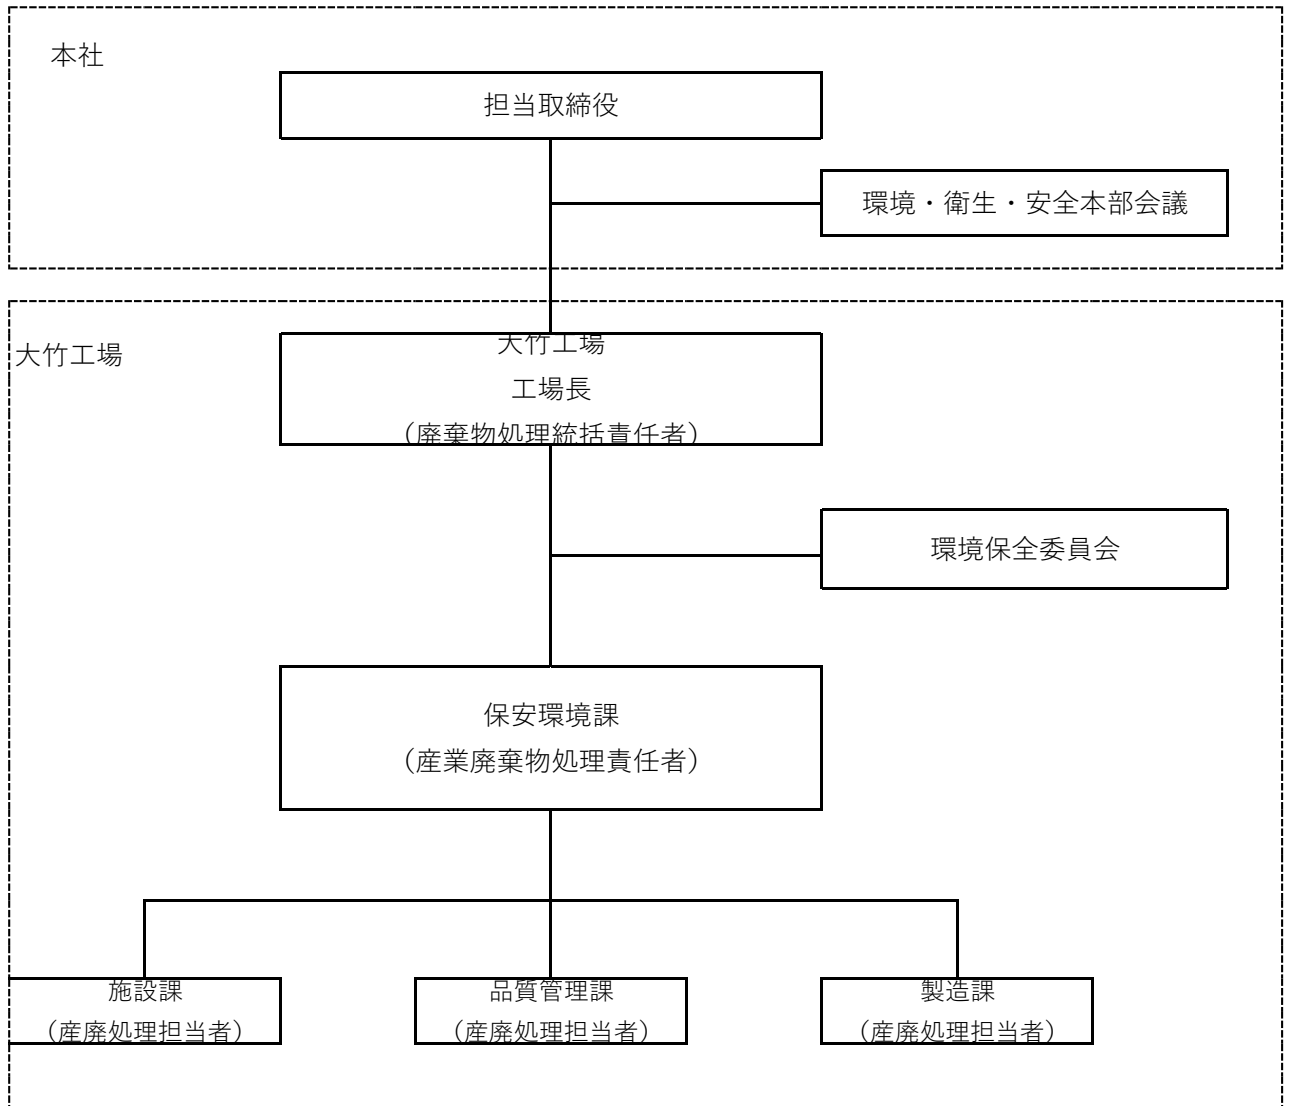 本社
担当取締役
環境・衛生・安全本部会議
大竹工場
大竹工場
工場長
（廃棄物処理統括責任者）
環境保全委員会
保安環境課
（産業廃棄物処理責任者）
施設課
（産廃処理担当者）
品質管理課
（産廃処理担当者）
製造課
（産廃処理担当者）